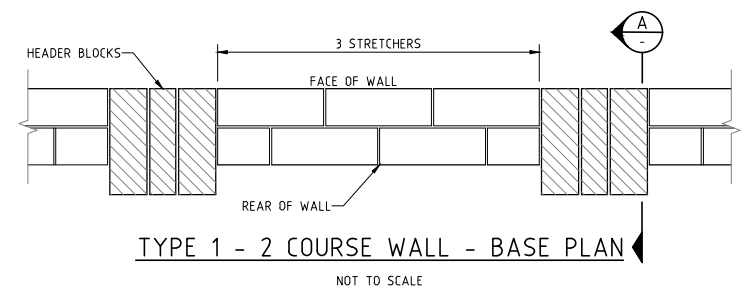 A
-
3 STRETCHERS
HEADER BLOCKS
FACE OF WALL
REAR OF WALL
TYPE 1 - 2 COURSE WALL - BASE PLAN
NOT TO SCALE